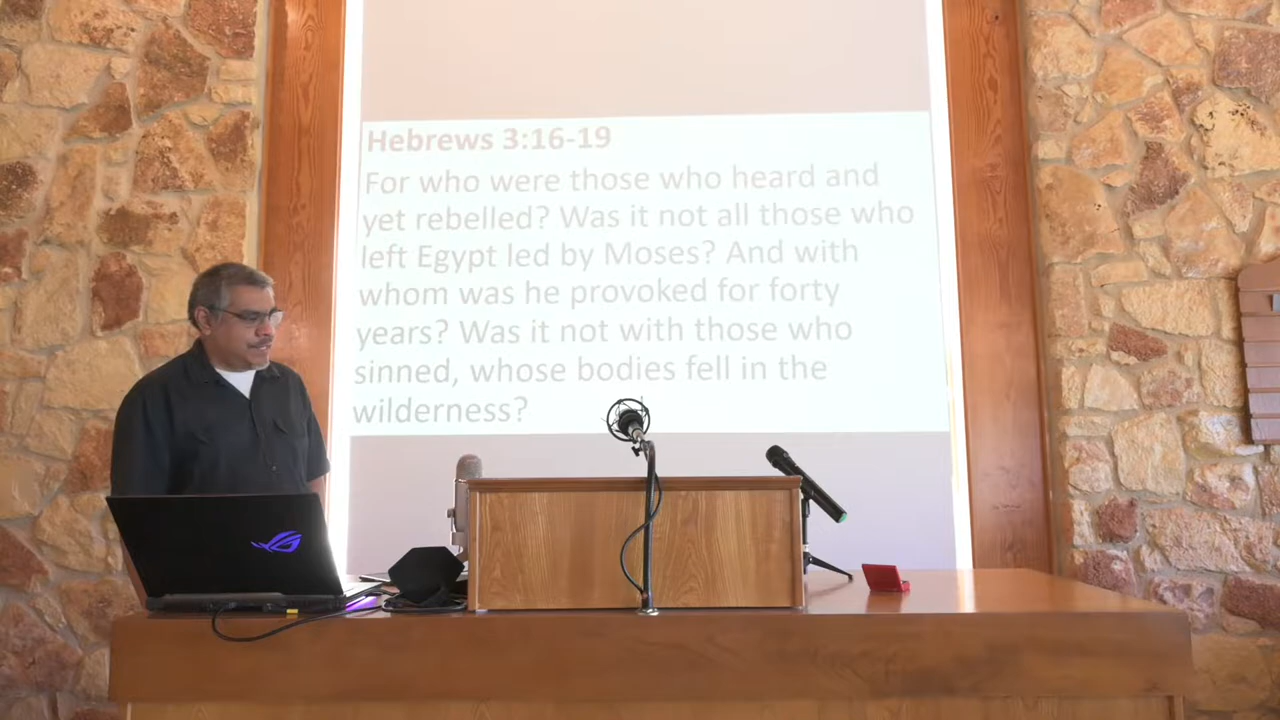 Hebrews 3:16-19
For who were those who heard and
yet rebelled? Was it not all those who
left Egypt led by Moses? And with
whom was he provoked for forty
years? Was it not with those who
sinned, whose bodies fell in the
wilderness?